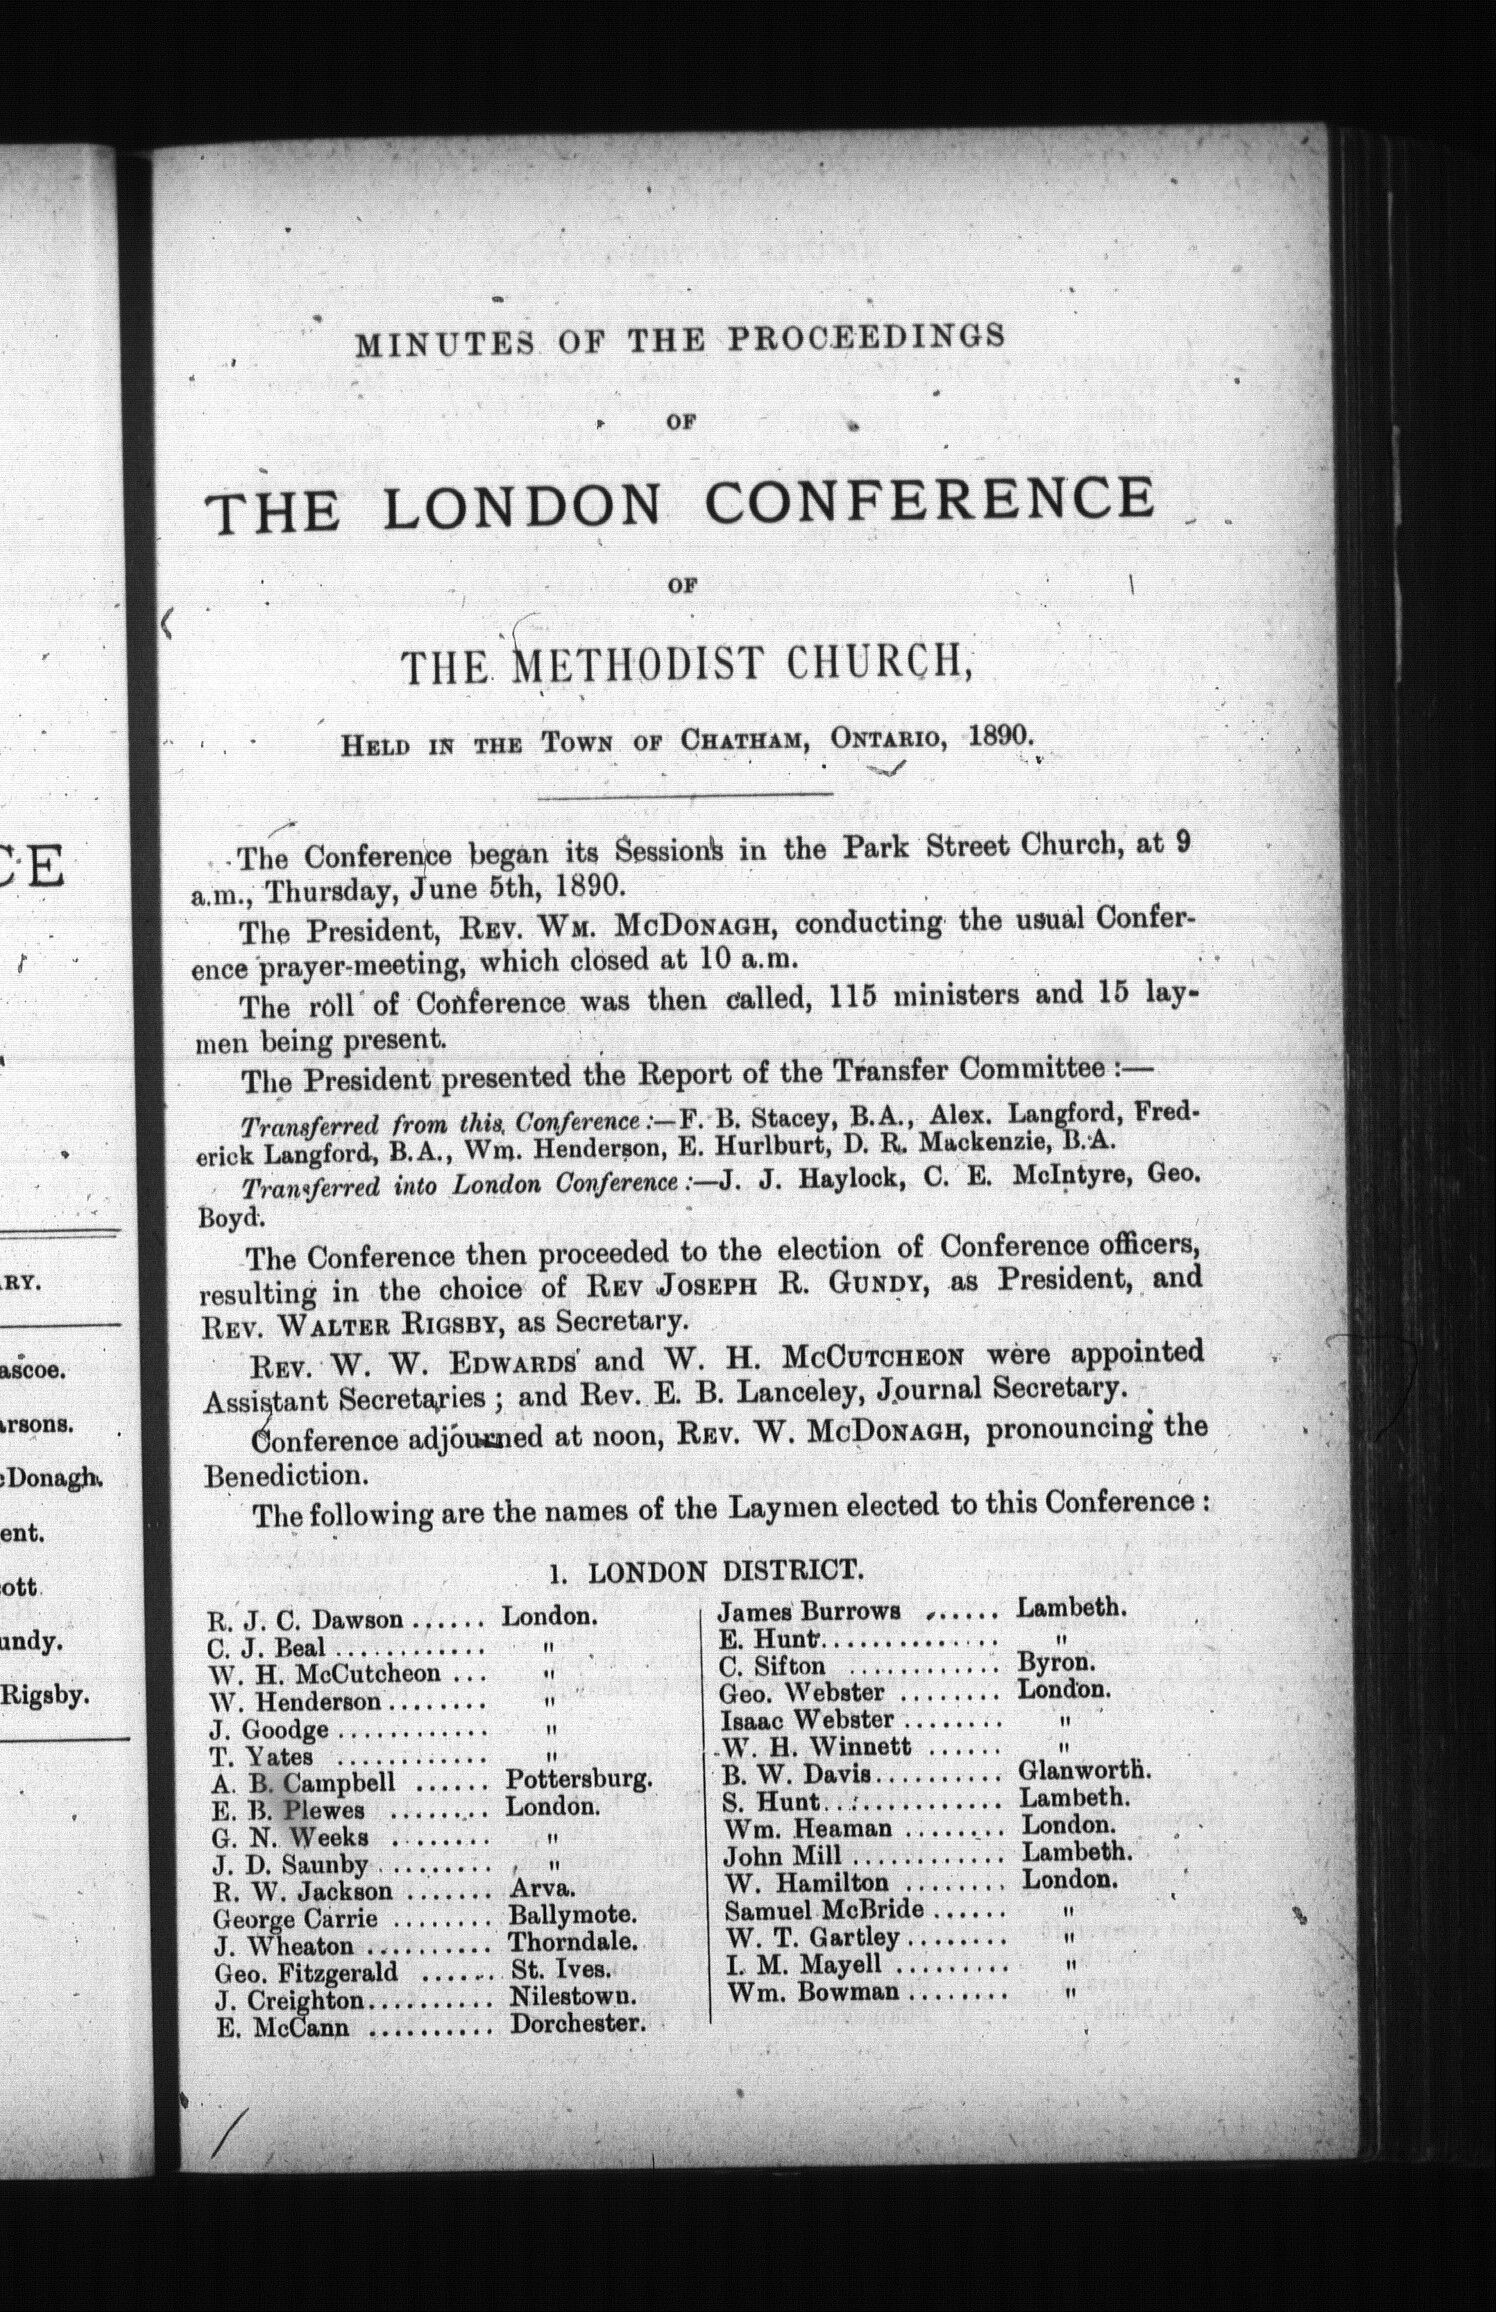 CE
RY.
ascoe.
arsons.
cDonagh.
ent.
cott
undy.
Rigsby.
MINUTES OF THE PROCEEDINGS
OF
THE LONDON CONFERENCE
OF
THE METHODIST CHURCH,
HELD IN THE TOWN OF CHATHAM, ONTARIO, 1890.
The Conference began its Sessions in the Park Street Church, at 9
a.m., Thursday, June 5th, 1890.
The President, REV. WM. MCDONAGH, conducting the usual Confer-
ence prayer-meeting, which closed at 10 a.m.
The roll of Conference was then called, 115 ministers and 15 lay-
men being present.
The President presented the Report of the Transfer Committee :—
Transferred from this Conference :—F. B. Stacey, B.A., Alex. Langford, Fred-
erick Langford, B.A., Wm. Henderson, E. Hurlburt, D. R. Mackenzie, B.A.
Transferred into London Conference :—J. J. Haylock, C. E. McIntyre, Geo.
Boyd.
The Conference then proceeded to the election of Conference officers,
resulting in the choice of REV JOSEPH R. GUNDY, as President, and
REV. WALTER RIGSBY, as Secretary.
REV. W. W. EDWARDS and W. H. MCCUTCHEON were appointed
Assistant Secretaries ; and Rev. E. B. Lanceley, Journal Secretary.
Conference adjourned at noon, REV. W. MCDONAGH, pronouncing the
Benediction.
The following are the names of the Laymen elected to this Conference :
1. LONDON DISTRICT.
R. J. C. Dawson ...... London.
C. J. Beal ............ "
W. H. McCutcheon ... "
W. Henderson ........ "
J. Goodge ............ "
T. Yates ............ "
A. B. Campbell ...... Pottersburg.
E. B. Plewes ........ London.
G. N. Weeks ........ "
J. D. Saunby ......... "
R. W. Jackson ....... Arva.
George Carrie ........ Ballymote.
J. Wheaton .......... Thorndale.
Geo. Fitzgerald ...... St. Ives.
J. Creighton.......... Nilestown.
E. McCann .......... Dorchester.
James Burrows ...... Lambeth.
E. Hunt.............. "
C. Sifton ............ Byron.
Geo. Webster ........ London.
Isaac Webster ........ "
W. H. Winnett ...... "
B. W. Davis.......... Glanworth.
S. Hunt.............. Lambeth.
Wm. Heaman ........ London.
John Mill ............ Lambeth.
W. Hamilton ........ London.
Samuel McBride ...... "
W. T. Gartley ........ "
I. M. Mayell ......... "
Wm. Bowman ........ "